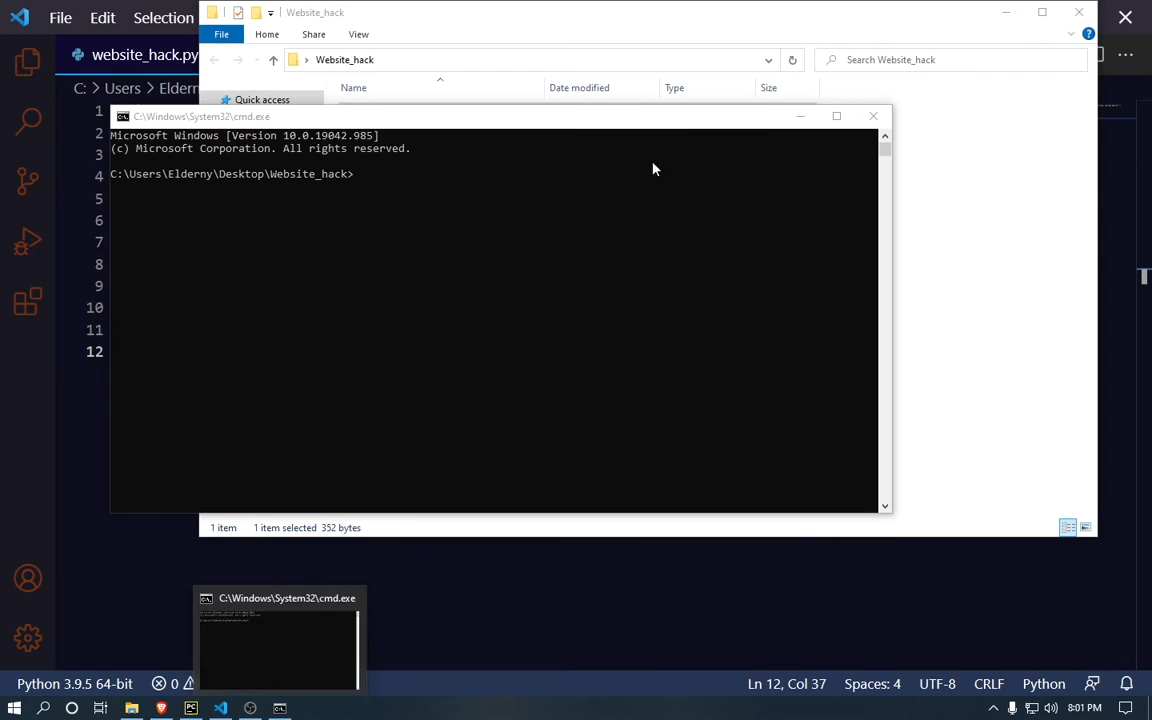 File Edit Selection
Website_hack
File Home Share View
website_hack.py
Website_hack
Search Website_hack
C: > Users > Eldern
Name Date modified Type Size
Quick access
C:\Windows\System32\cmd.exe
Microsoft Windows [Version 10.0.19042.985]
(c) Microsoft Corporation. All rights reserved.
C:\Users\Elderny\Desktop\Website_hack>
1
2
3
4
5
6
7
8
9
10
11
12
1 item 1 item selected 352 bytes
C:\Windows\System32\cmd.exe
Python 3.9.5 64-bit 0 Ln 12, Col 37 Spaces: 4 UTF-8 CRLF Python
8:01 PM